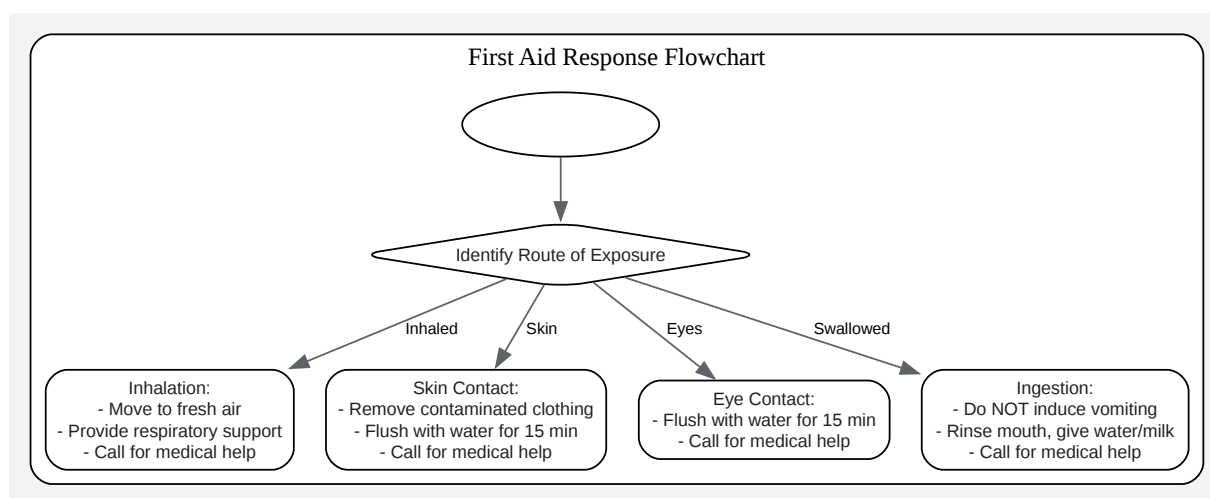 First Aid Response Flowchart
Identify Route of Exposure
Inhaled
Skin
Eyes
Swallowed
Inhalation:
- Move to fresh air
- Provide respiratory support
- Call for medical help
Skin Contact:
- Remove contaminated clothing
- Flush with water for 15 min
- Call for medical help
Eye Contact:
- Flush with water for 15 min
- Call for medical help
Ingestion:
- Do NOT induce vomiting
- Rinse mouth, give water/milk
- Call for medical help